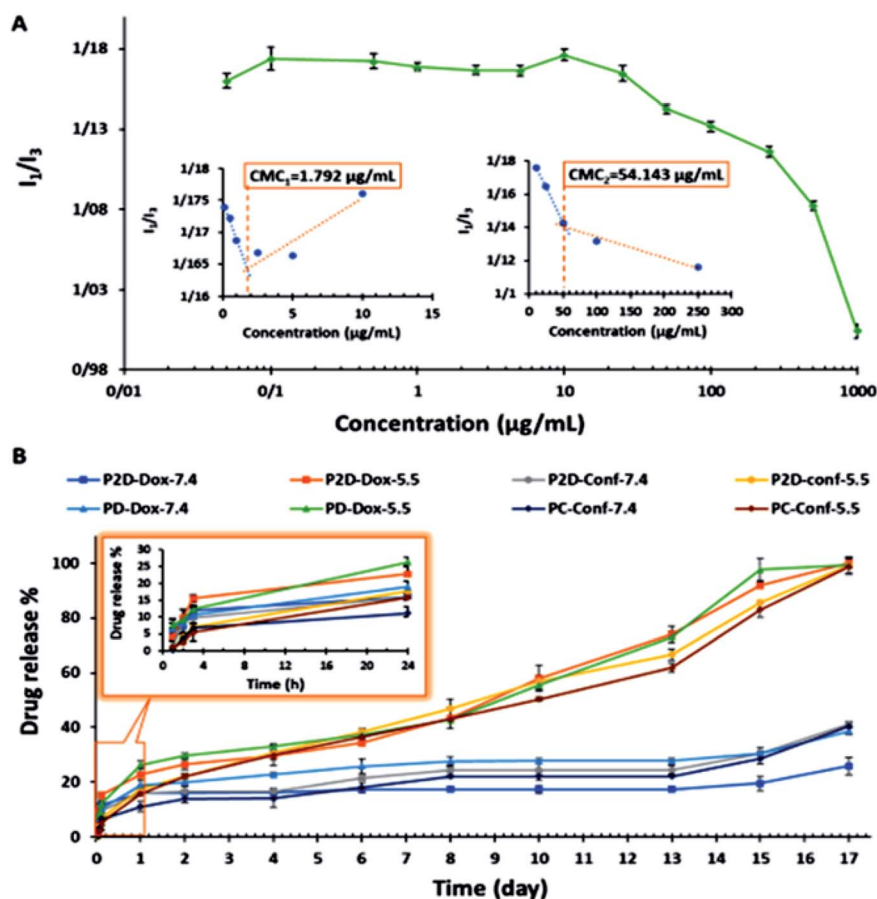 A
1/18
1/13
1/08
1/03
0/98
I1/I3
0/01
0/1
1
10
100
1000
Concentration (µg/mL)
1/18
1/175
1/17
1/165
1/16
I1/I3
CMC1=1.792 µg/mL
0 5 10 15
Concentration (µg/mL)
1/18
1/16
1/14
1/12
1/1
I1/I3
CMC2=54.143 µg/mL
0 50 100 150 200 250 300
Concentration (µg/mL)
B
P2D-Dox-7.4 P2D-Dox-5.5 P2D-Conf-7.4 P2D-conf-5.5
PD-Dox-7.4 PD-Dox-5.5 PC-Conf-7.4 PC-Conf-5.5
100
80
60
40
20
0
Drug release %
30
25
20
15
10
5
0
Drug release %
0 4 8 12 16 20 24
Time (h)
0 1 2 3 4 5 6 7 8 9 10 11 12 13 14 15 16 17
Time (day)